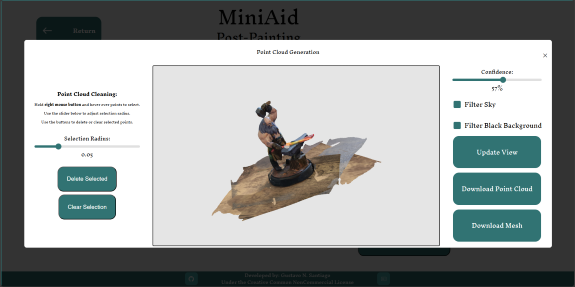 MiniAid
Return
Post-Painting
Point Cloud Generation
×
Point Cloud Cleaning:
Hold right mouse button and hover over points to select.
Use the slider below to adjust selection radius.
Use the buttons to delete or clear selected points.
Selection Radius:
0.05
Delete Selected
Clear Selection
Confidence:
57%
Filter Sky
Filter Black Background
Update View
Download Point Cloud
Download Mesh
Developed by:
Under the Creative Commons NonCommercial License